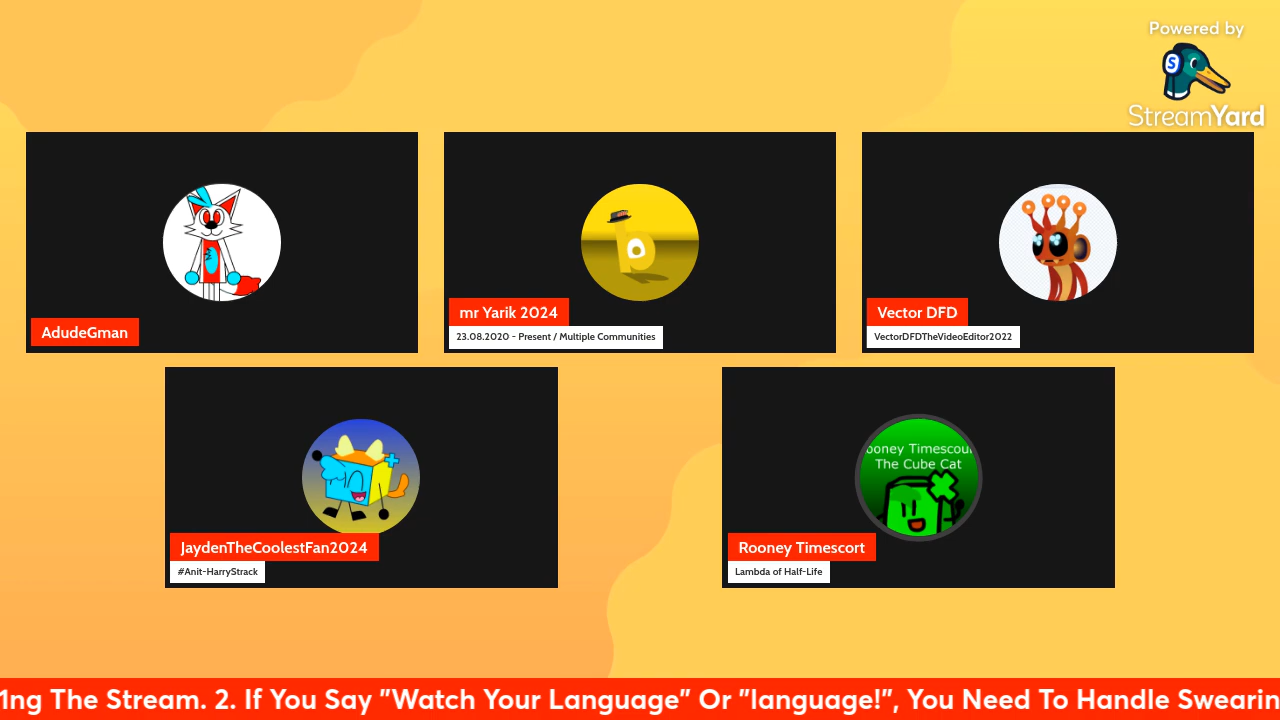 Powered by
S
StreamYard
AdudeGman
mr Yarik 2024
23.08.2020 - Present / Multiple Communities
Vector DFD
VectorDFDTheVideoEditor2022
JaydenTheCoolestFan2024
#Anit-HarryStrack
ooney Timescou
The Cube Cat
Rooney Timescort
Lambda of Half-Life
1ng The Stream. 2. If You Say "Watch Your Language" Or "language!", You Need To Handle Swearin